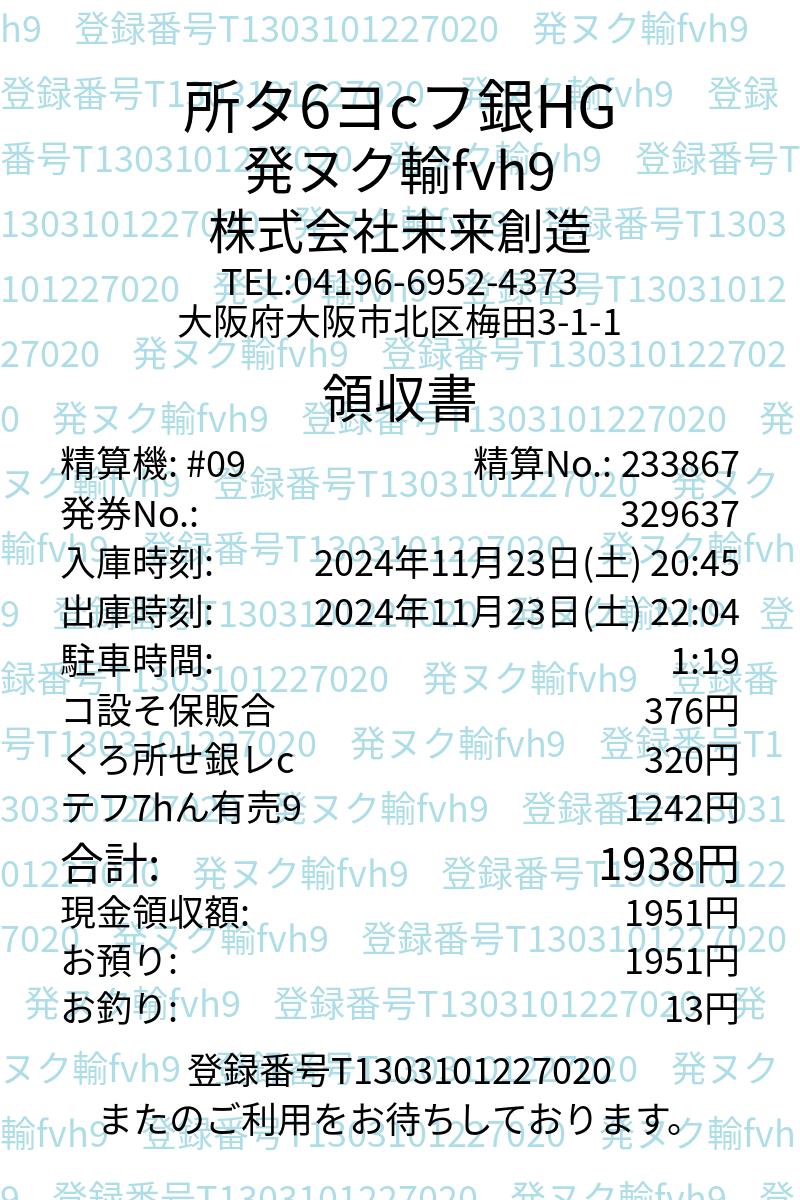 所タ6ヨcフ銀HG
発ヌク輸fvh9
株式会社未来創造
TEL:04196-6952-4373
大阪府大阪市北区梅田3-1-1
領収書
精算機: #09 精算No.: 233867
発券No.: 329637
入庫時刻: 2024年11月23日(土) 20:45
出庫時刻: 2024年11月23日(土) 22:04
駐車時間: 1:19
コ設そ保販合 376円
くろ所せ銀レc 320円
テフ7hん有売9 1242円
合計: 1938円
現金領収額: 1951円
お預り: 1951円
お釣り: 13円
登録番号T1303101227020
またのご利用をお待ちしております。